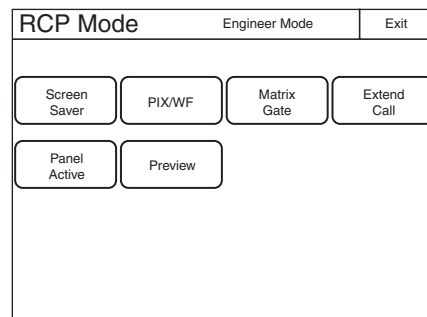 RCP Mode Engineer Mode Exit
Screen
Saver
PIX/WF
Matrix
Gate
Extend
Call
Panel
Active
Preview